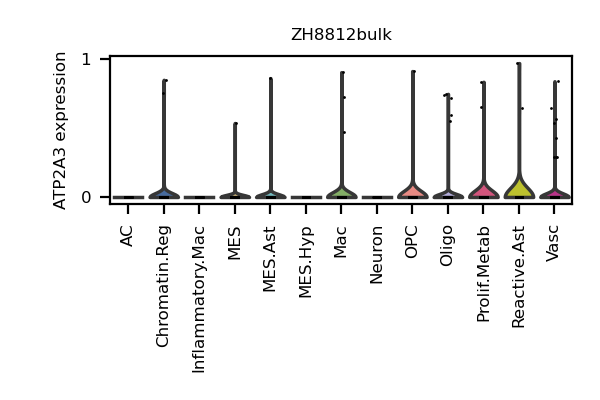 ZH8812bulk
ATP2A3 expression
1
0
AC
Chromatin.Reg
Inflammatory.Mac
MES
MES.Ast
MES.Hyp
Mac
Neuron
OPC
Oligo
Prolif.Metab
Reactive.Ast
Vasc